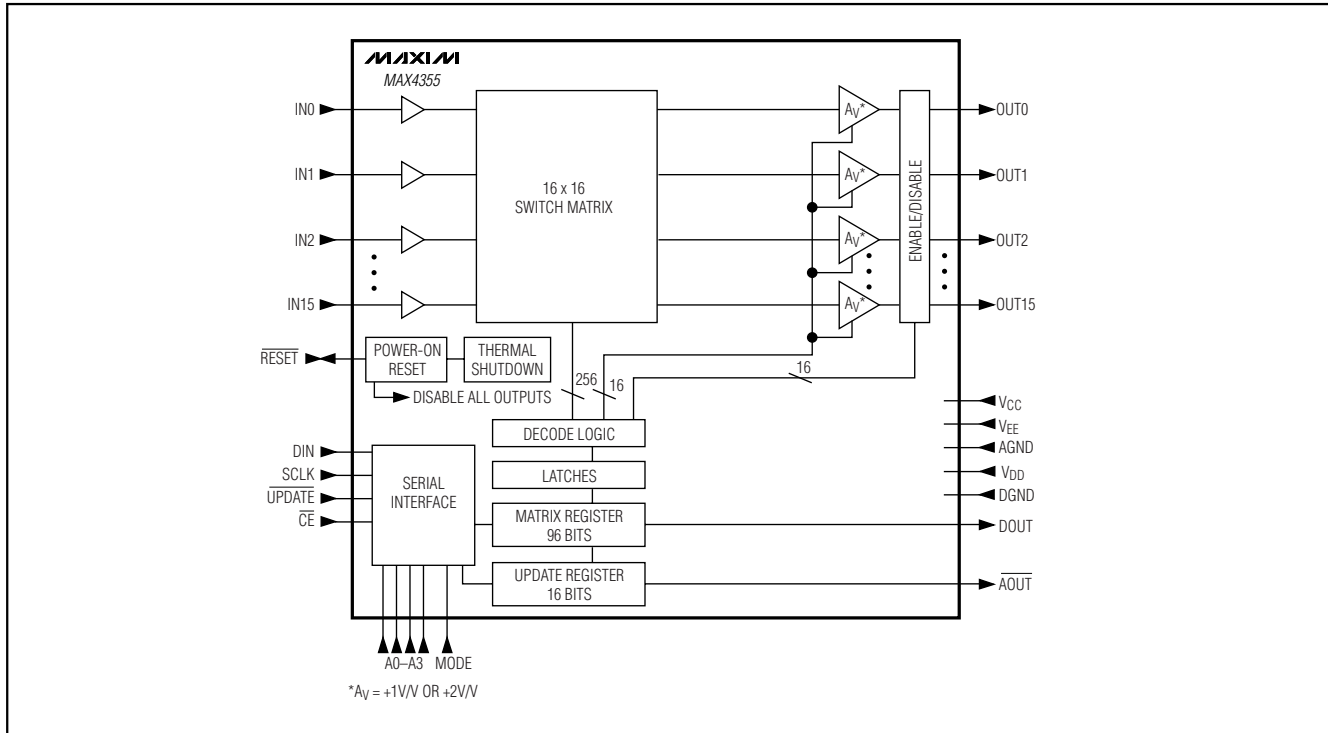 MAXIM
MAX4355
IN0
IN1
IN2
IN15
16 x 16
SWITCH MATRIX
AV*
AV*
AV*
AV*
ENABLE/DISABLE
OUT0
OUT1
OUT2
OUT15
RESET
POWER-ON
RESET
THERMAL
SHUTDOWN
DISABLE ALL OUTPUTS
256
16
16
DECODE LOGIC
LATCHES
MATRIX REGISTER
96 BITS
UPDATE REGISTER
16 BITS
DIN
SCLK
UPDATE
CE
SERIAL
INTERFACE
VCC
VEE
AGND
VDD
DGND
DOUT
AOUT
A0–A3 MODE
*AV = +1V/V OR +2V/V